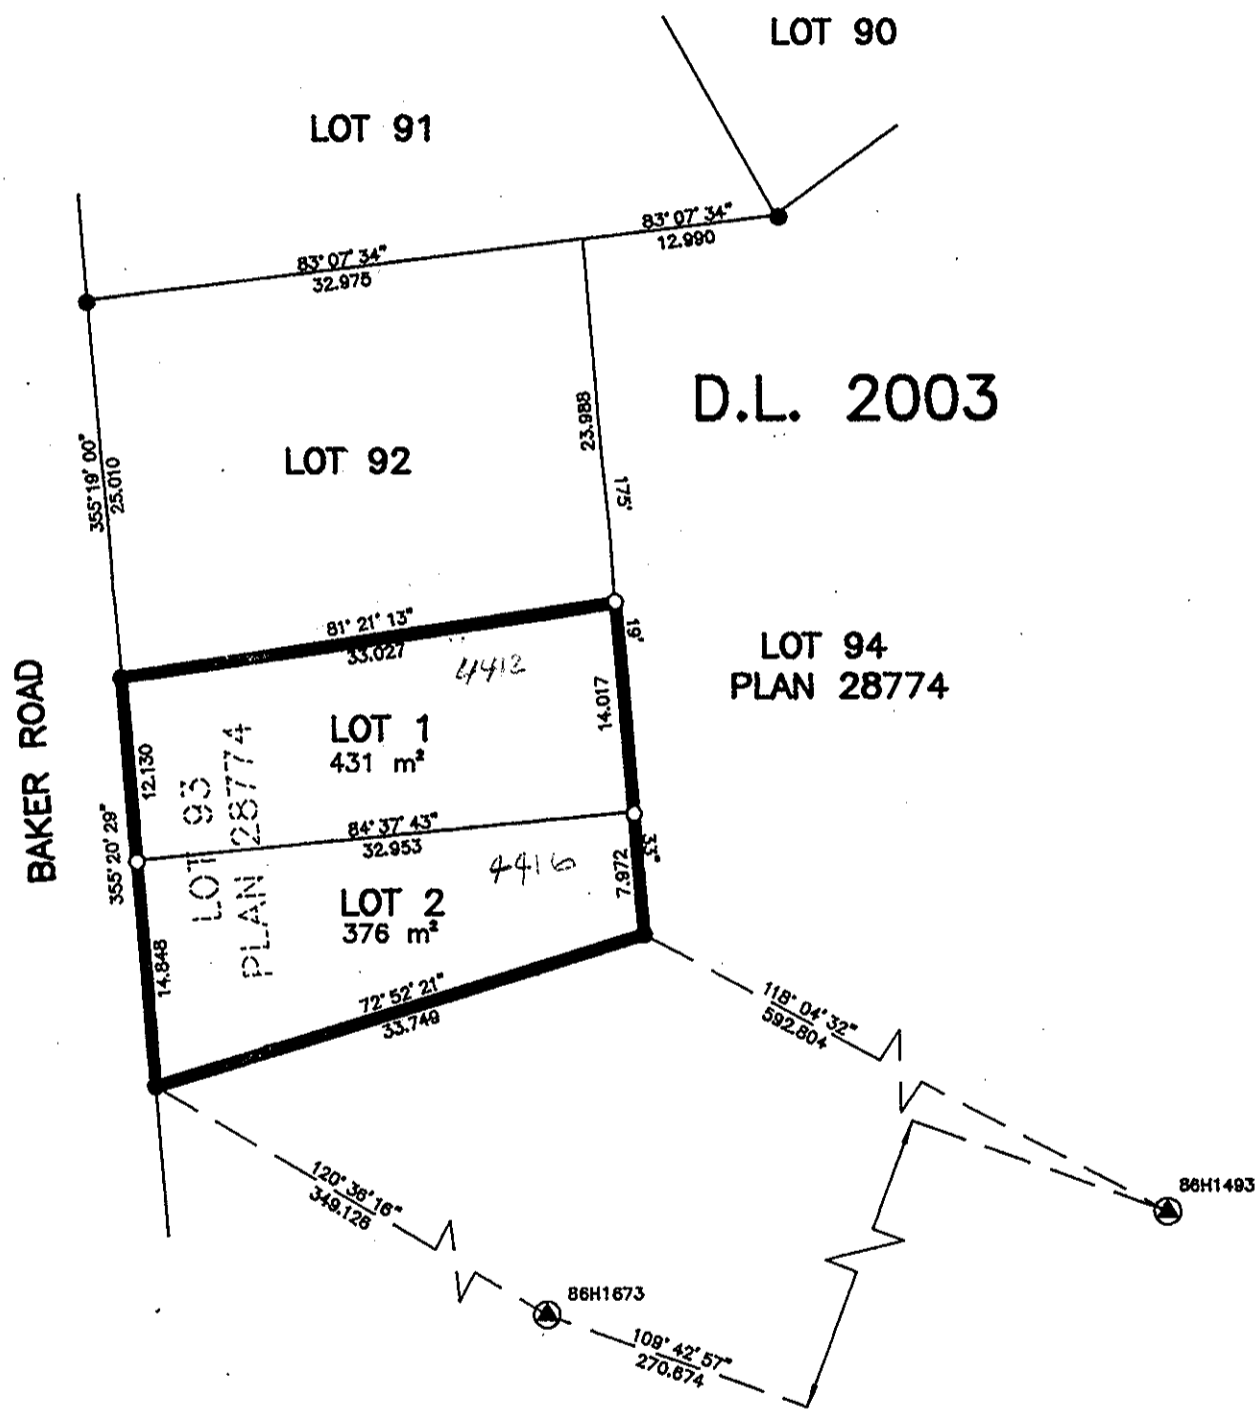 LOT 90
LOT 91
83° 07' 34"
12.990
83° 07' 34"
32.975
D.L. 2003
23.988
LOT 92
355° 19' 00"
25.010
175°
81° 21' 13"
33.027
19'
4412
LOT 94
PLAN 28774
BAKER ROAD
LOT 1
431 m²
14.017
12.130
LOT 93
PLAN 28774
84° 37' 43"
32.953
33"
355° 20' 29"
4416
7.972
LOT 2
376 m²
14.848
72° 52' 21"
33.749
118° 04' 32"
592.804
120° 36' 16"
349.126
86H1493
86H1673
109° 42' 57"
270.674